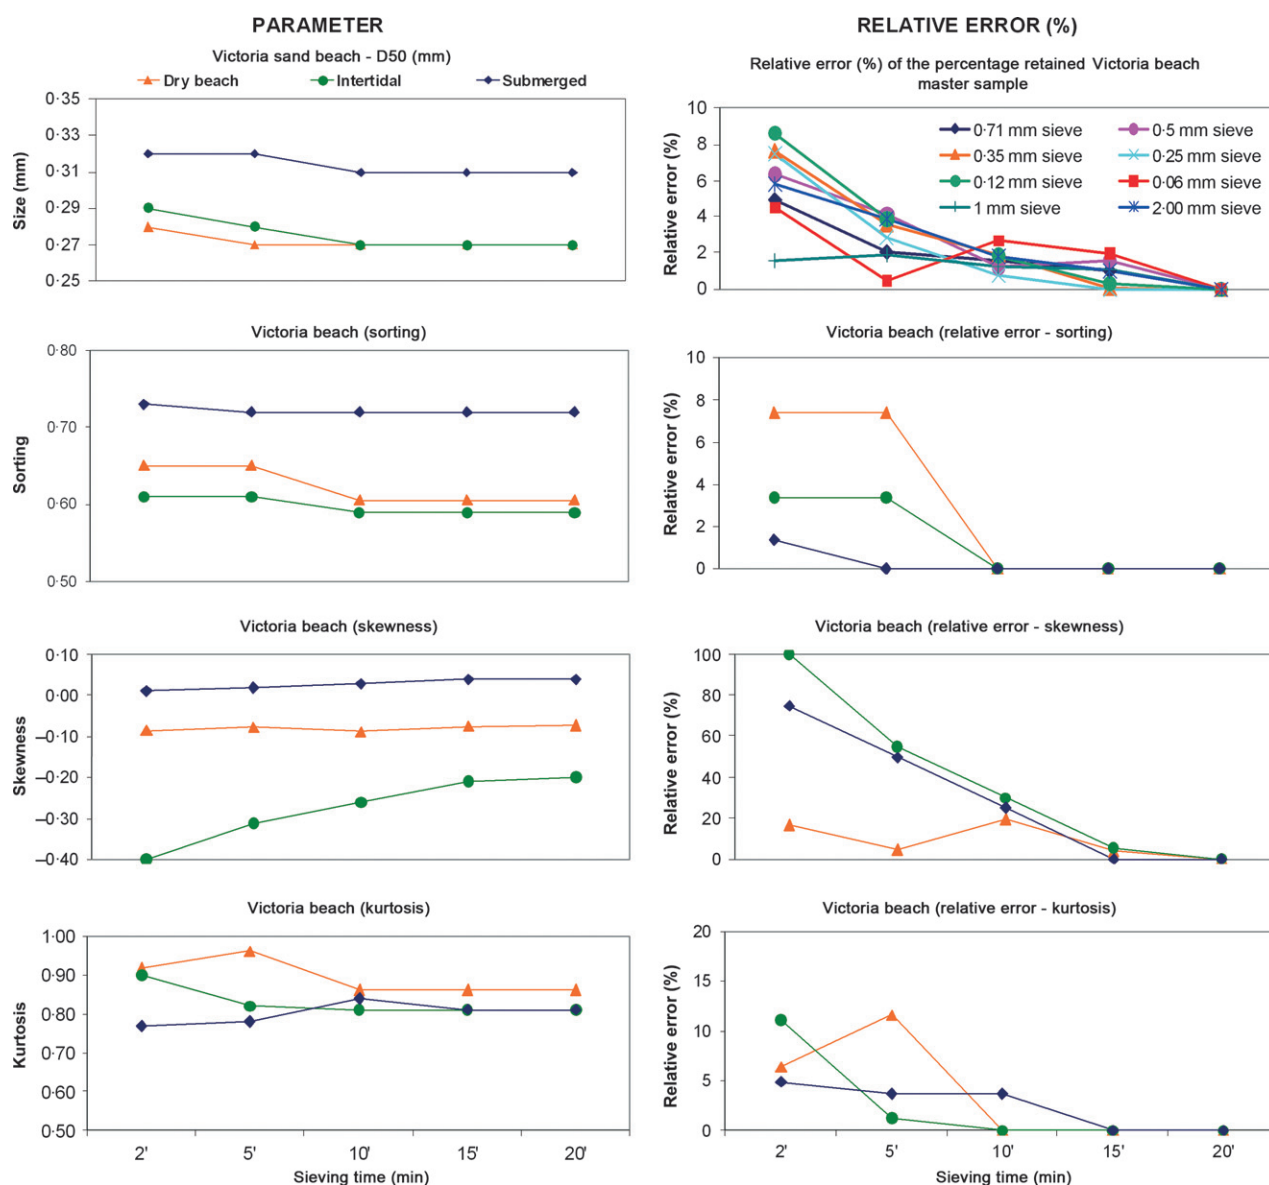 PARAMETER
Victoria sand beach - D50 (mm)
Dry beach Intertidal Submerged
0·35
0·33
0·31
0·29
0·27
0·25
Size (mm)
Victoria beach (sorting)
0·80
0·70
0·60
0·50
Sorting
Victoria beach (skewness)
0·10
0·00
–0·10
–0·20
–0·30
–0·40
Skewness
Victoria beach (kurtosis)
1·00
0·90
0·80
0·70
0·60
0·50
Kurtosis
2' 5' 10' 15' 20'
Sieving time (min)
RELATIVE ERROR (%)
Relative error (%) of the percentage retained Victoria beach
master sample
10
8
6
4
2
0
Relative error (%)
0·71 mm sieve 0·5 mm sieve
0·35 mm sieve 0·25 mm sieve
0·12 mm sieve 0·06 mm sieve
1 mm sieve 2·00 mm sieve
Victoria beach (relative error - sorting)
10
8
6
4
2
0
Relative error (%)
Victoria beach (relative error - skewness)
100
80
60
40
20
0
Relative error (%)
Victoria beach (relative error - kurtosis)
20
15
10
5
0
Relative error (%)
2' 5' 10' 15' 20'
Sieving time (min)